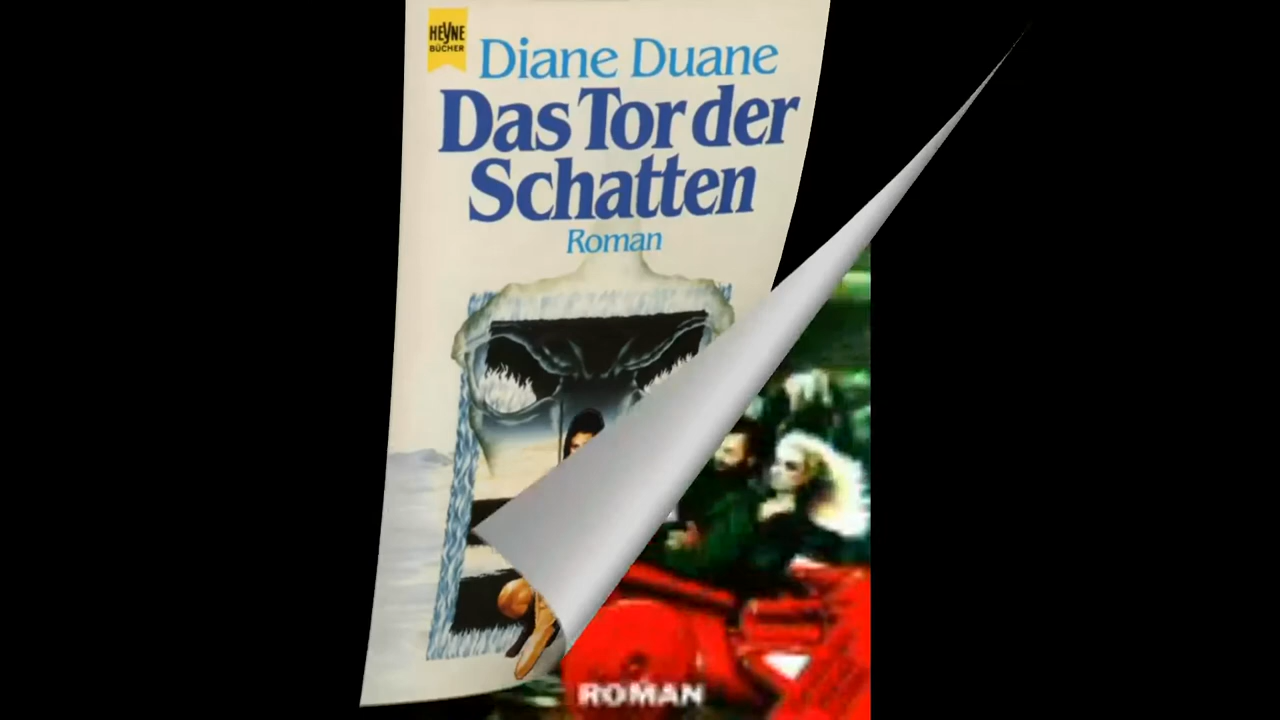 HEYNE
BÜCHER
Diane Duane
Das Tor der
Schatten
Roman
ROMAN